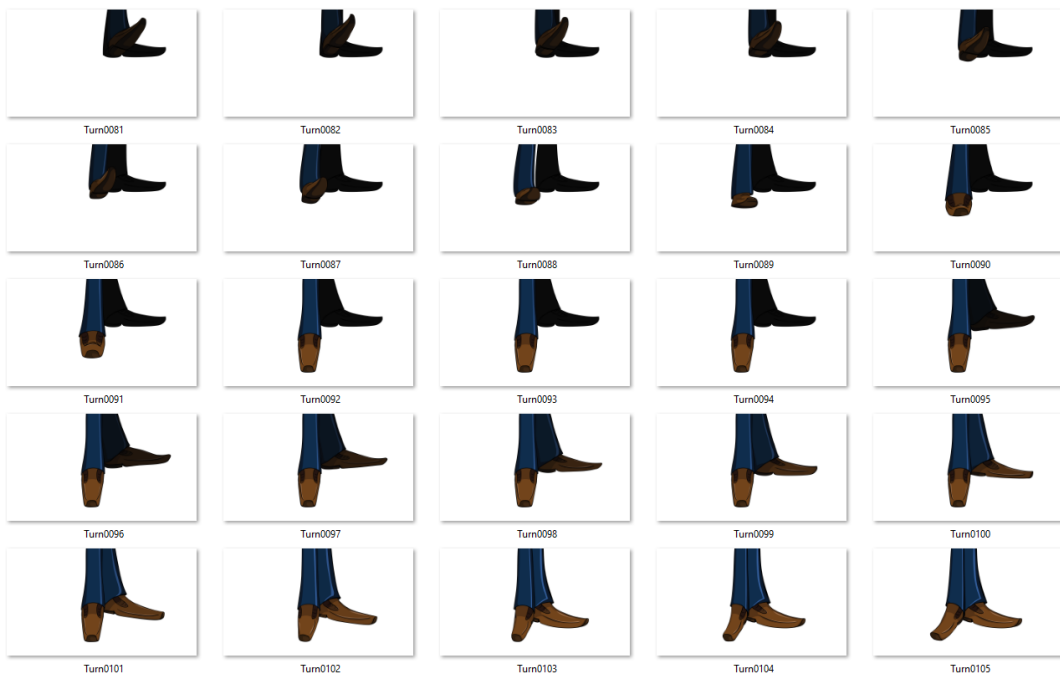 Turn0081 Turn0082 Turn0083 Turn0084 Turn0085
Turn0086 Turn0087 Turn0088 Turn0089 Turn0090
Turn0091 Turn0092 Turn0093 Turn0094 Turn0095
Turn0096 Turn0097 Turn0098 Turn0099 Turn0100
Turn0101 Turn0102 Turn0103 Turn0104 Turn0105